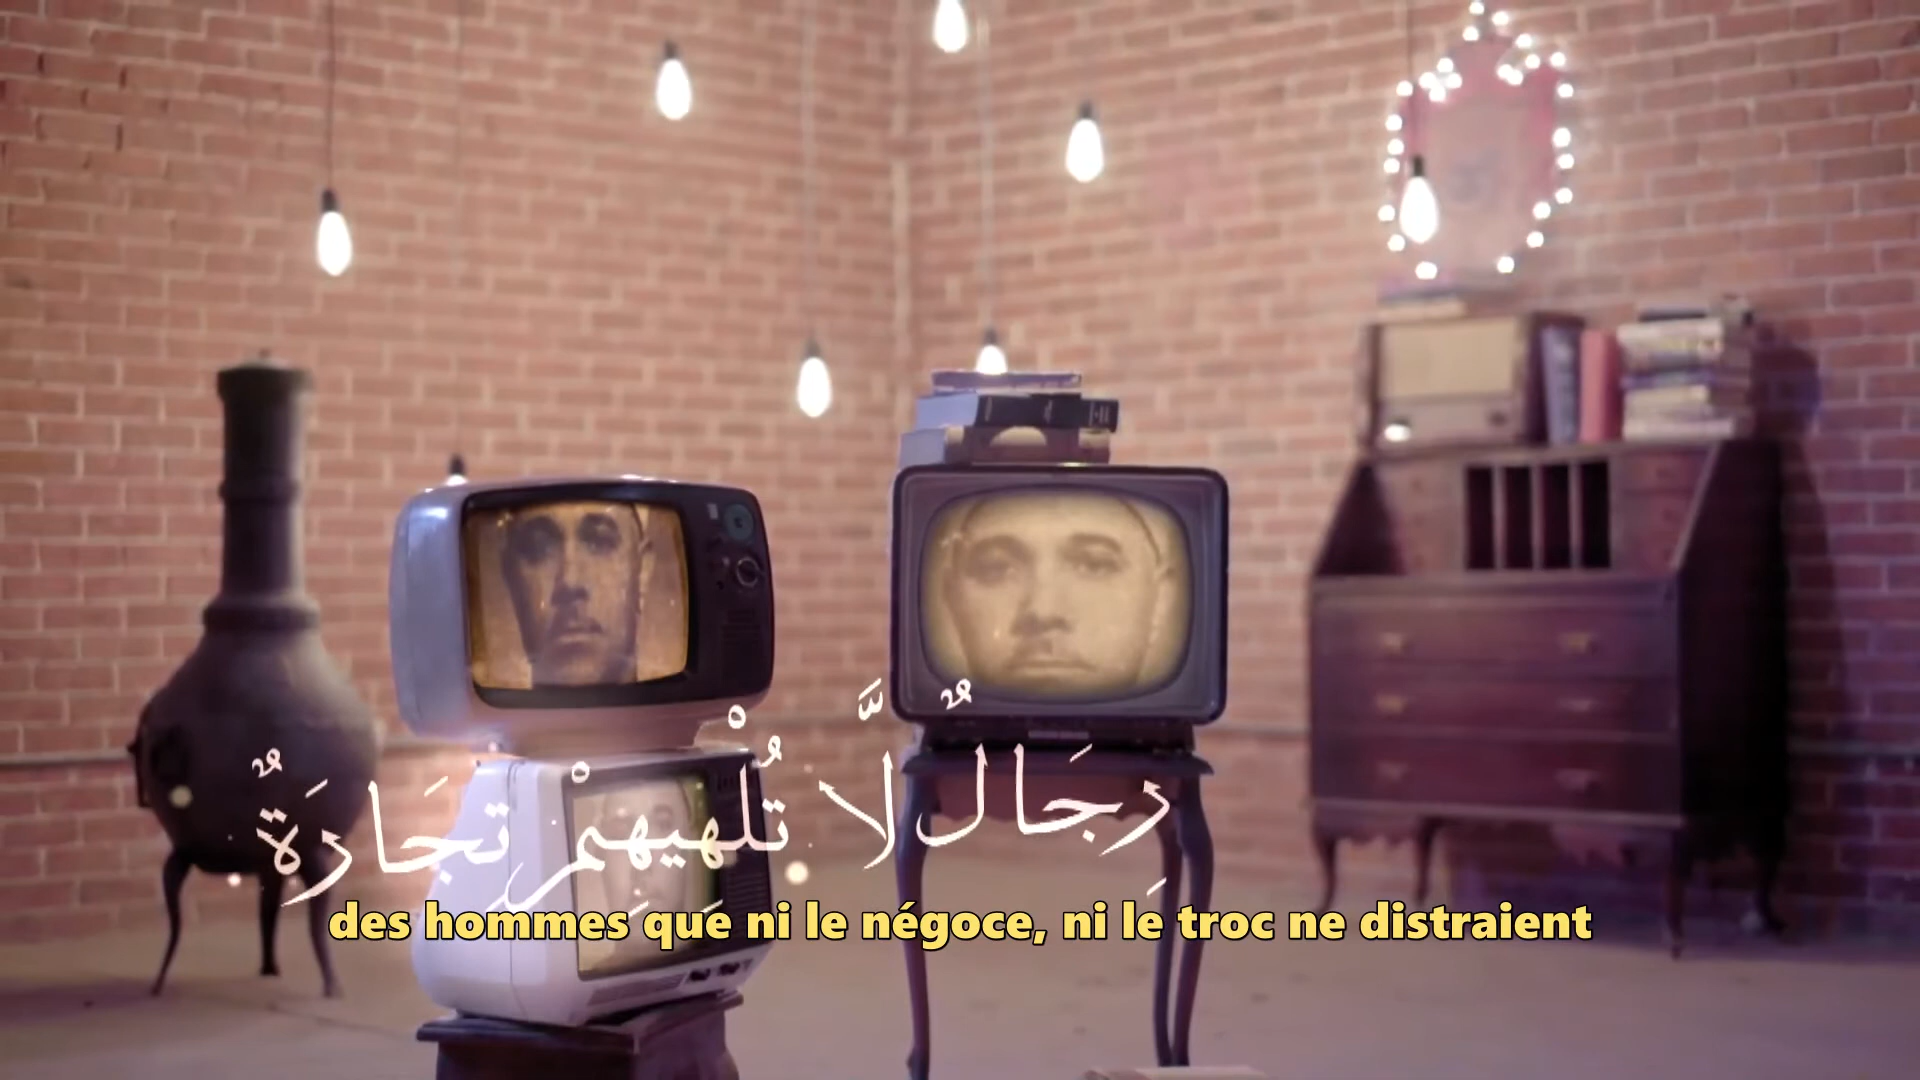 رِجَالٌ لَّا تُلْهِيهِمْ تِجَارَةٌ
des hommes que ni le négoce, ni le troc ne distraient